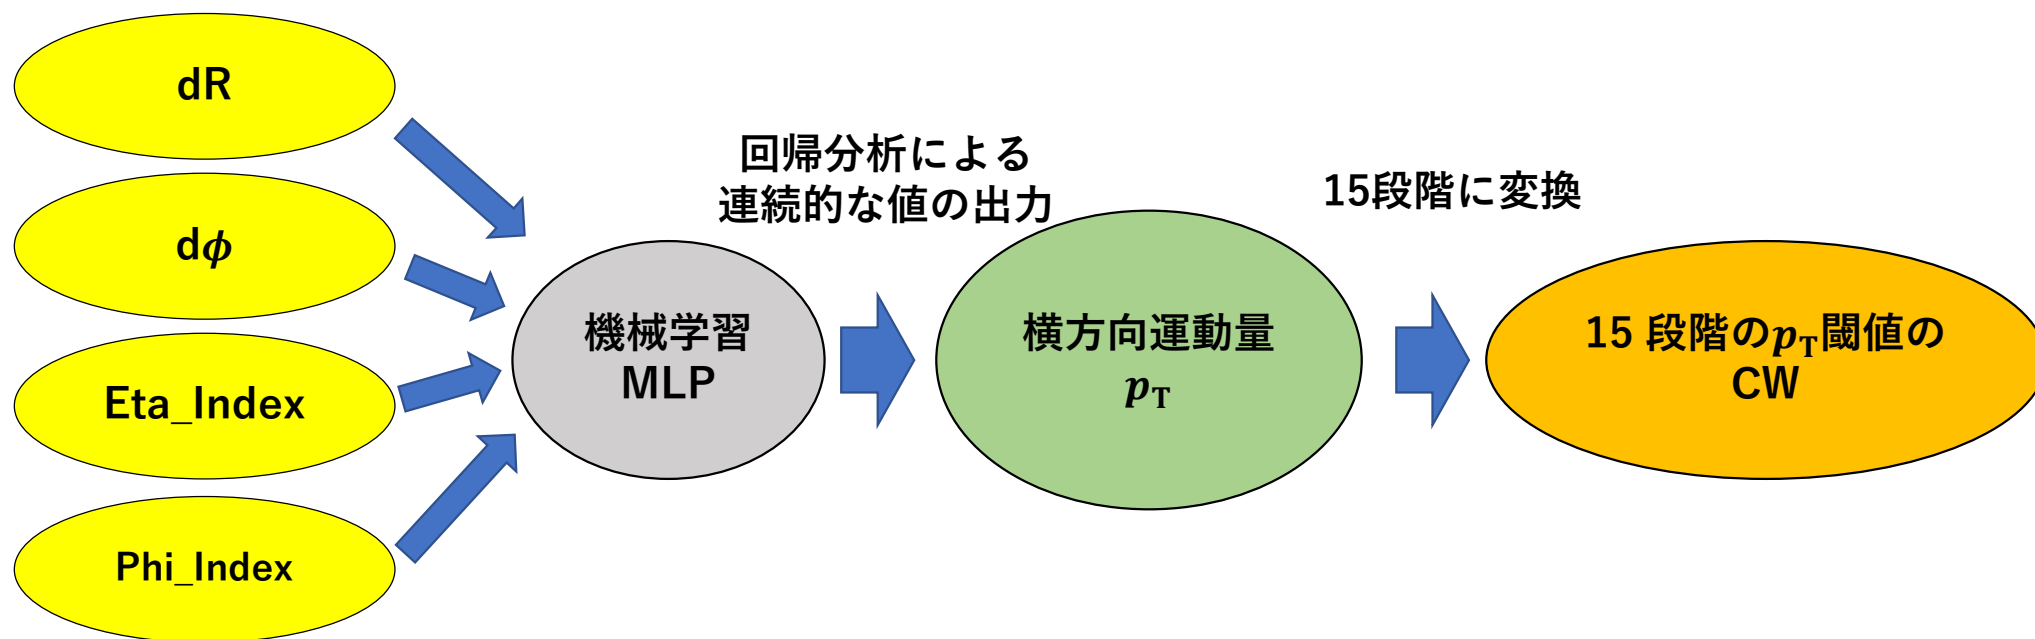 dR
dϕ
Eta_Index
Phi_Index
機械学習
MLP
回帰分析による
連続的な値の出力
横方向運動量
pT
15段階に変換
15 段階のpT閾値の
CW